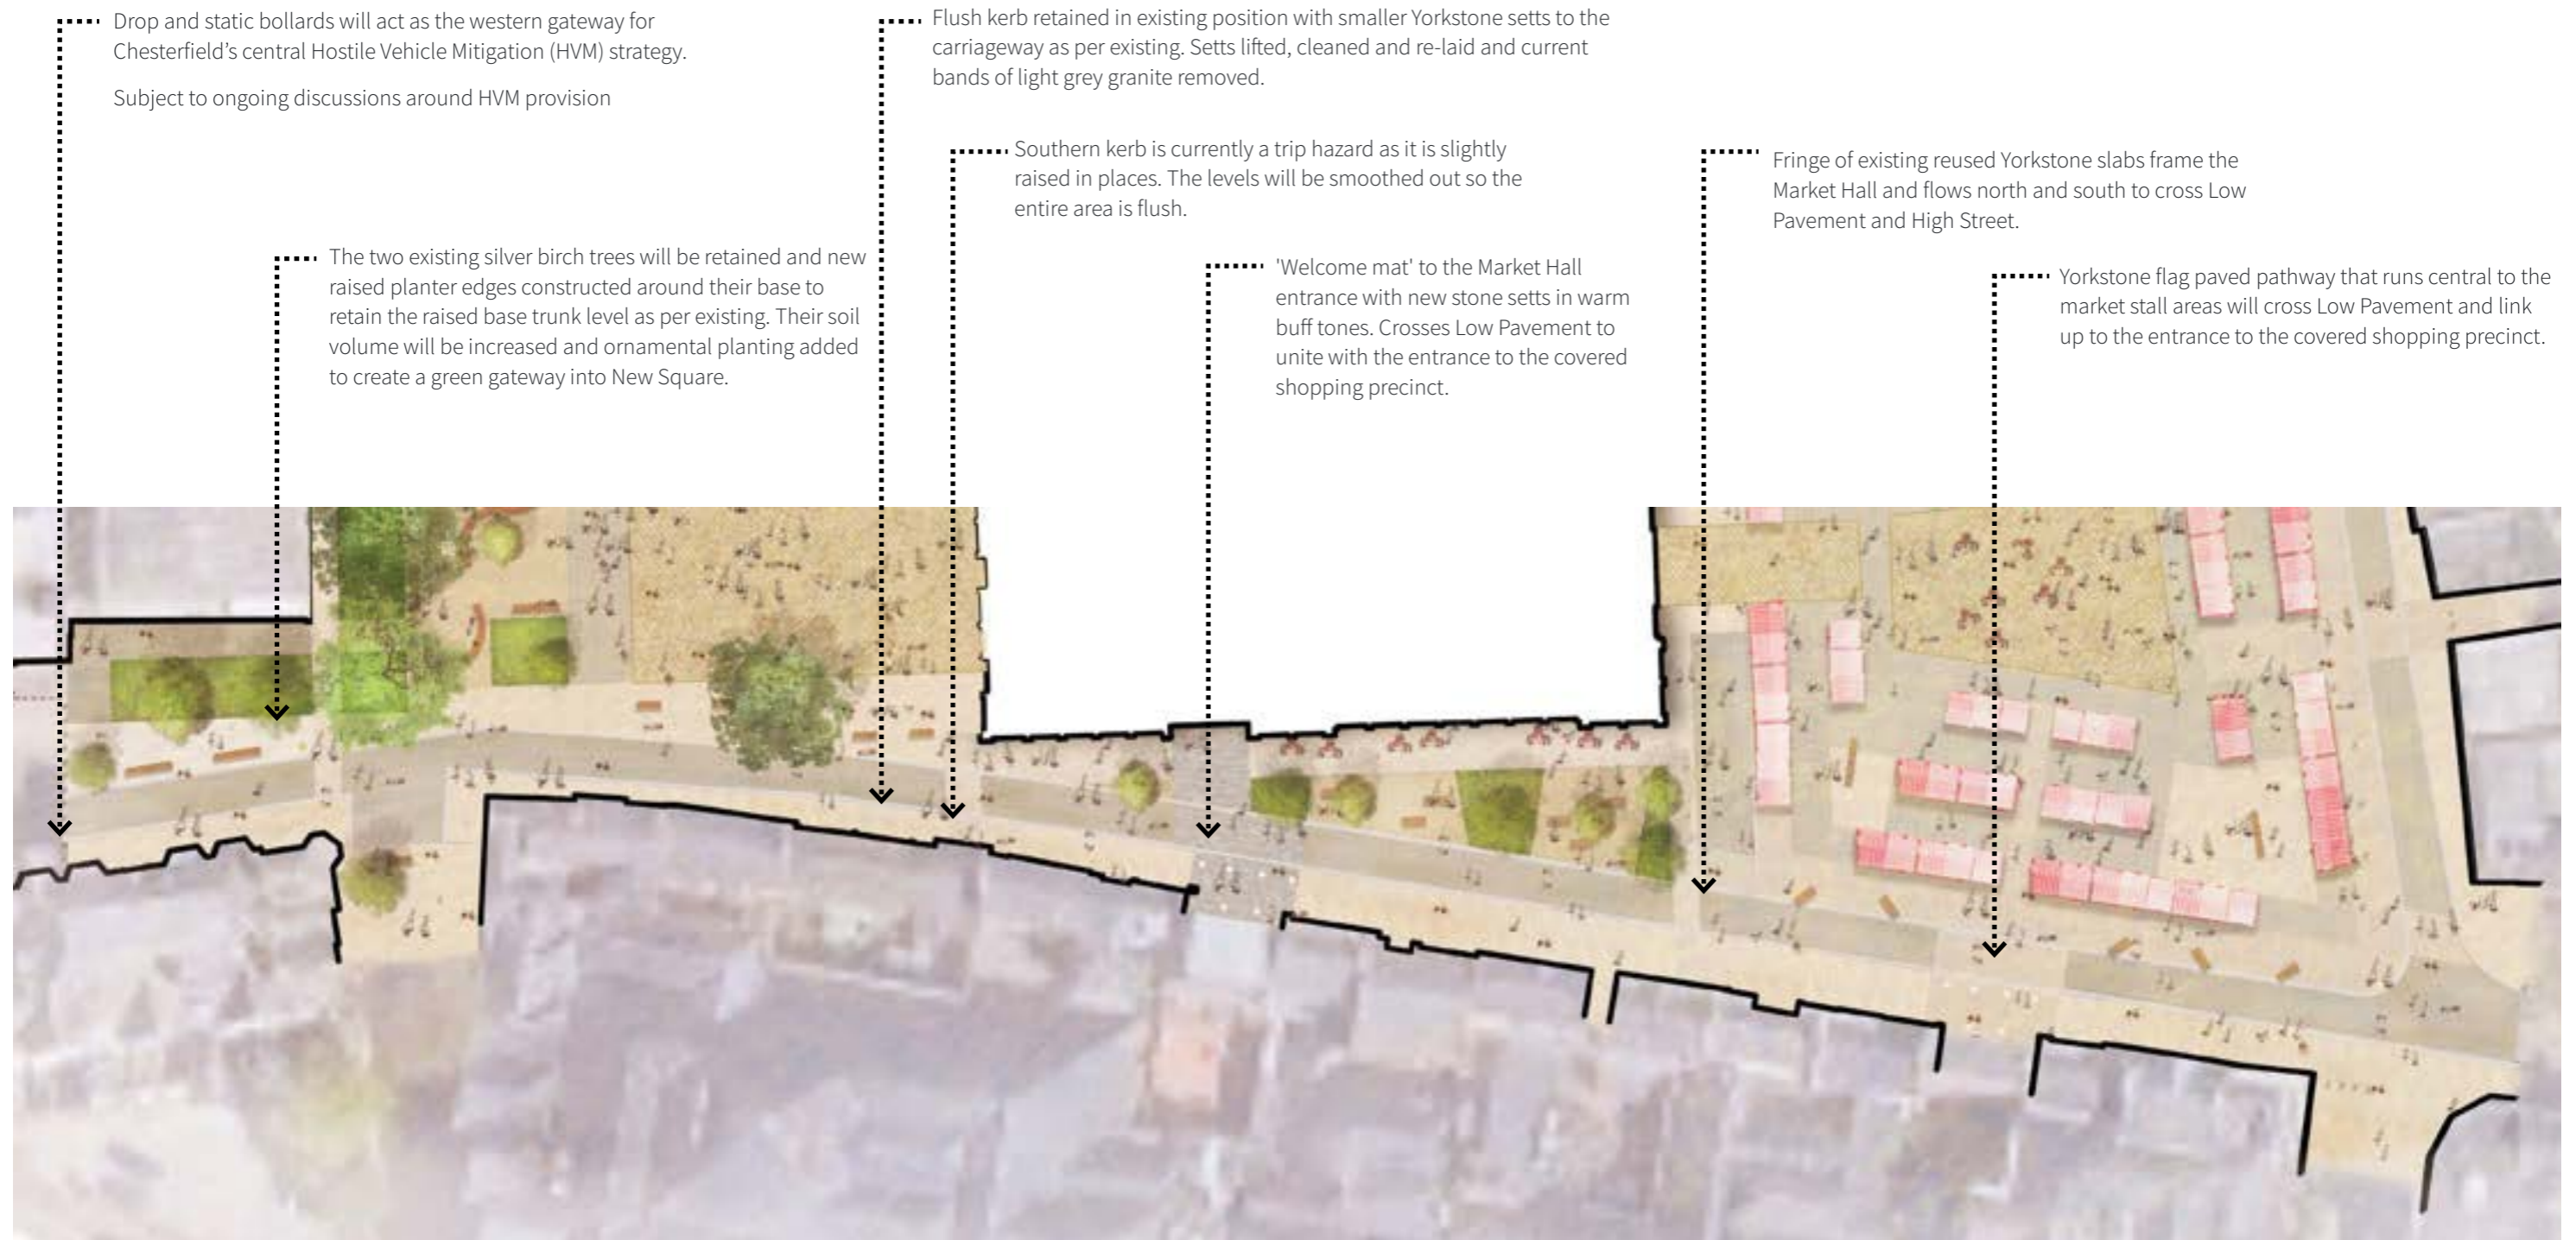 Drop and static bollards will act as the western gateway for
Chesterfield's central Hostile Vehicle Mitigation (HVM) strategy.
Subject to ongoing discussions around HVM provision
The two existing silver birch trees will be retained and new
raised planter edges constructed around their base to
retain the raised base trunk level as per existing. Their soil
volume will be increased and ornamental planting added
to create a green gateway into New Square.
Flush kerb retained in existing position with smaller Yorkstone setts to the
carriageway as per existing. Setts lifted, cleaned and re-laid and current
bands of light grey granite removed.
Southern kerb is currently a trip hazard as it is slightly
raised in places. The levels will be smoothed out so the
entire area is flush.
'Welcome mat' to the Market Hall
entrance with new stone setts in warm
buff tones. Crosses Low Pavement to
unite with the entrance to the covered
shopping precinct.
Fringe of existing reused Yorkstone slabs frame the
Market Hall and flows north and south to cross Low
Pavement and High Street.
Yorkstone flag paved pathway that runs central to the
market stall areas will cross Low Pavement and link
up to the entrance to the covered shopping precinct.